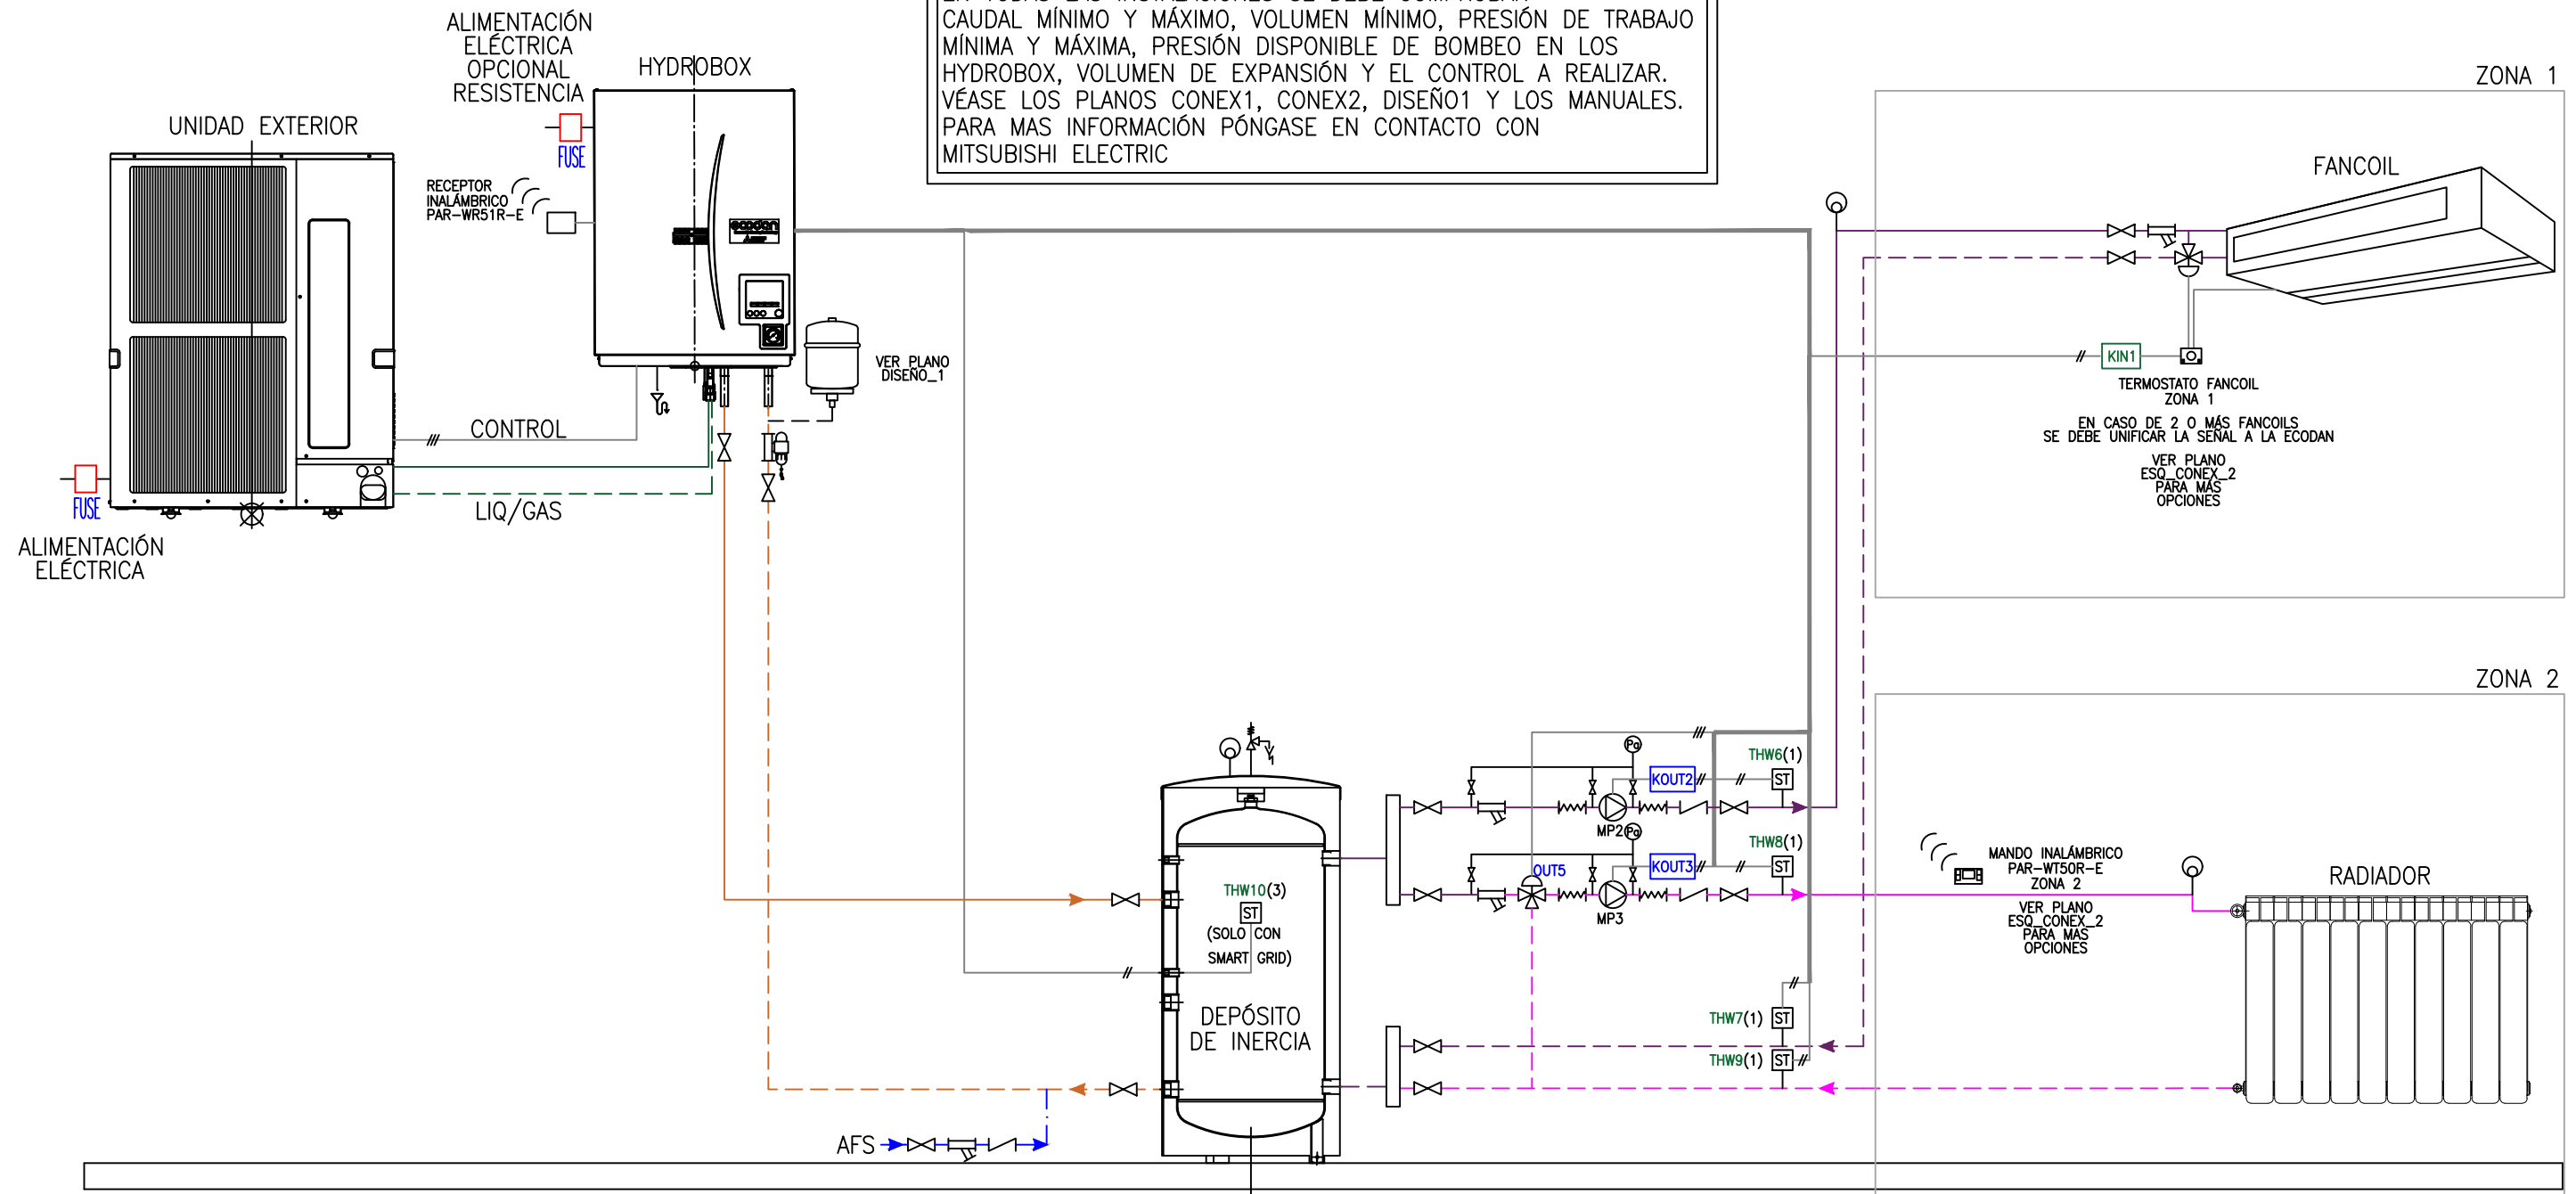 CAUDAL MÍNIMO Y MÁXIMO, VOLUMEN MÍNIMO, PRESIÓN DE TRABAJO
MÍNIMA Y MÁXIMA, PRESIÓN DISPONIBLE DE BOMBEO EN LOS
HYDROBOX, VOLUMEN DE EXPANSIÓN Y EL CONTROL A REALIZAR.
VÉASE LOS PLANOS CONEX1, CONEX2, DISEÑO1 Y LOS MANUALES.
PARA MAS INFORMACIÓN PÓNGASE EN CONTACTO CON
MITSUBISHI ELECTRIC
ALIMENTACIÓN
ELÉCTRICA
OPCIONAL
RESISTENCIA
HYDROBOX
FUSE
UNIDAD EXTERIOR
RECEPTOR
INALÁMBRICO
PAR-WR51R-E
ecodan
VER PLANO
DISEÑO_1
CONTROL
LIQ/GAS
FUSE
ALIMENTACIÓN
ELÉCTRICA
ZONA 1
FANCOIL
KIN1
TERMOSTATO FANCOIL
ZONA 1
EN CASO DE 2 O MÁS FANCOILS
SE DEBE UNIFICAR LA SEÑAL A LA ECODAN
VER PLANO
ESQ_CONEX_2
PARA MÁS
OPCIONES
ZONA 2
MANDO INALÁMBRICO
PAR-WT50R-E
ZONA 2
VER PLANO
ESQ_CONEX_2
PARA MAS
OPCIONES
RADIADOR
THW6(1)
ST
KOUT2
Pa
MP2
Pa
THW8(1)
ST
KOUT3
OUT5
MP3
THW10(3)
ST
(SOLO CON
SMART GRID)
DEPÓSITO
DE INERCIA
THW7(1) ST
THW9(1) ST
AFS